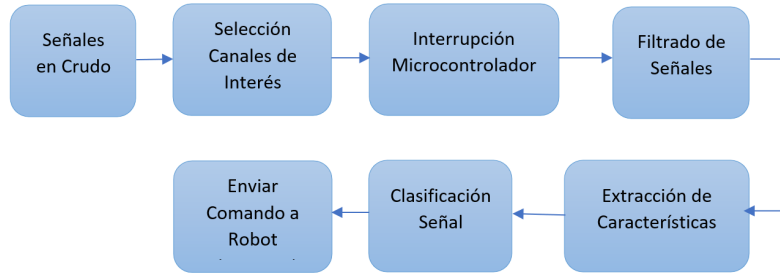 Señales
en Crudo
Selección
Canales de
Interés
Interrupción
Microcontrolador
Filtrado de
Señales
Extracción de
Características
Clasificación
Señal
Enviar
Comando a
Robot